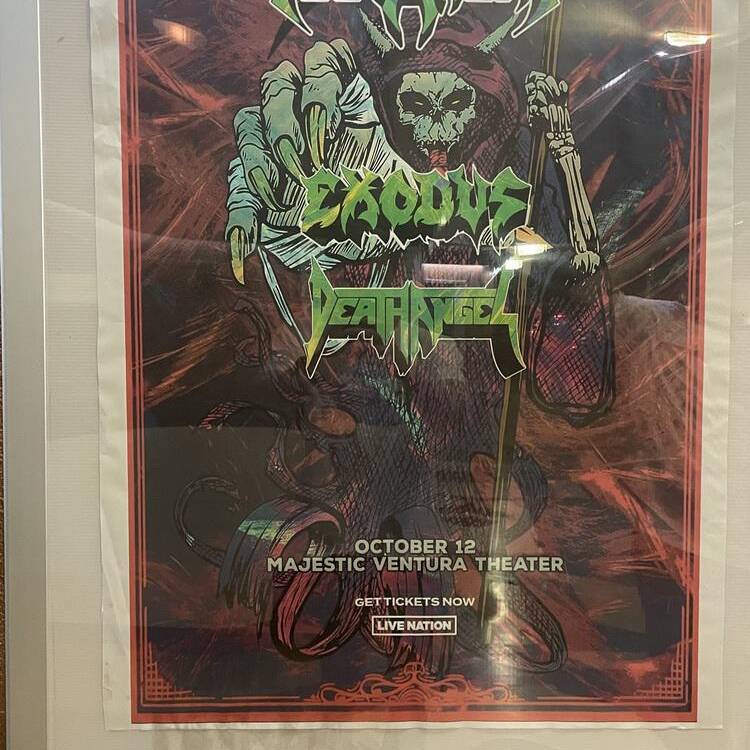 EXODUS
DEATH ANGEL
OCTOBER 12
MAJESTIC VENTURA THEATER
GET TICKETS NOW
LIVE NATION